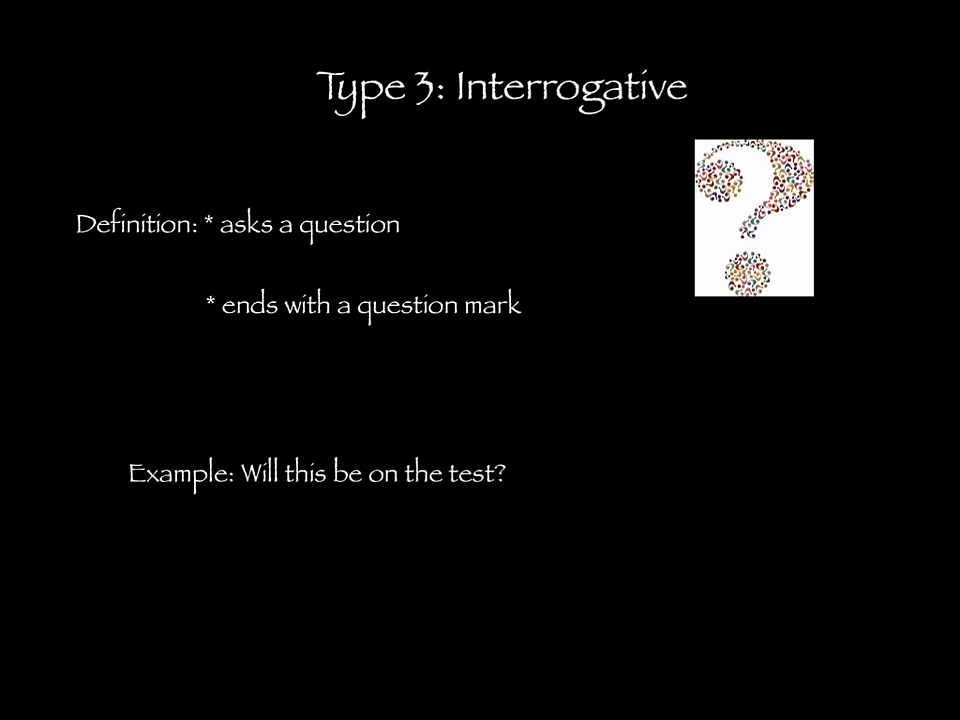 Type 3: Interrogative
Definition: * asks a question
* ends with a question mark
Example: Will this be on the test?